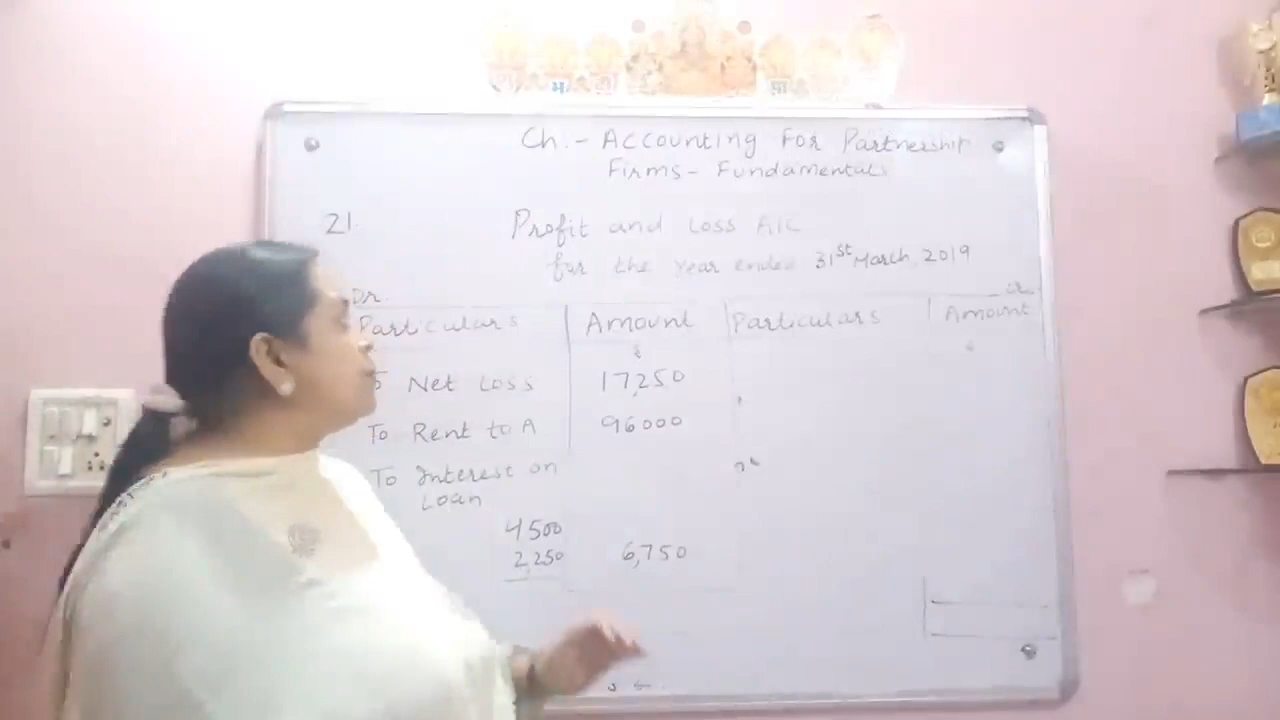 Ch.- Accounting For Partnership
Firms- Fundamentals
21.
Profit and Loss A/C
for the Year ended 31st March, 2019
Dr. Cr.
Particulars Amount Particulars Amount
₹
Net Loss 17,250
To Rent to A 96000
To Interest on
Loan
4500
2,250 6,750